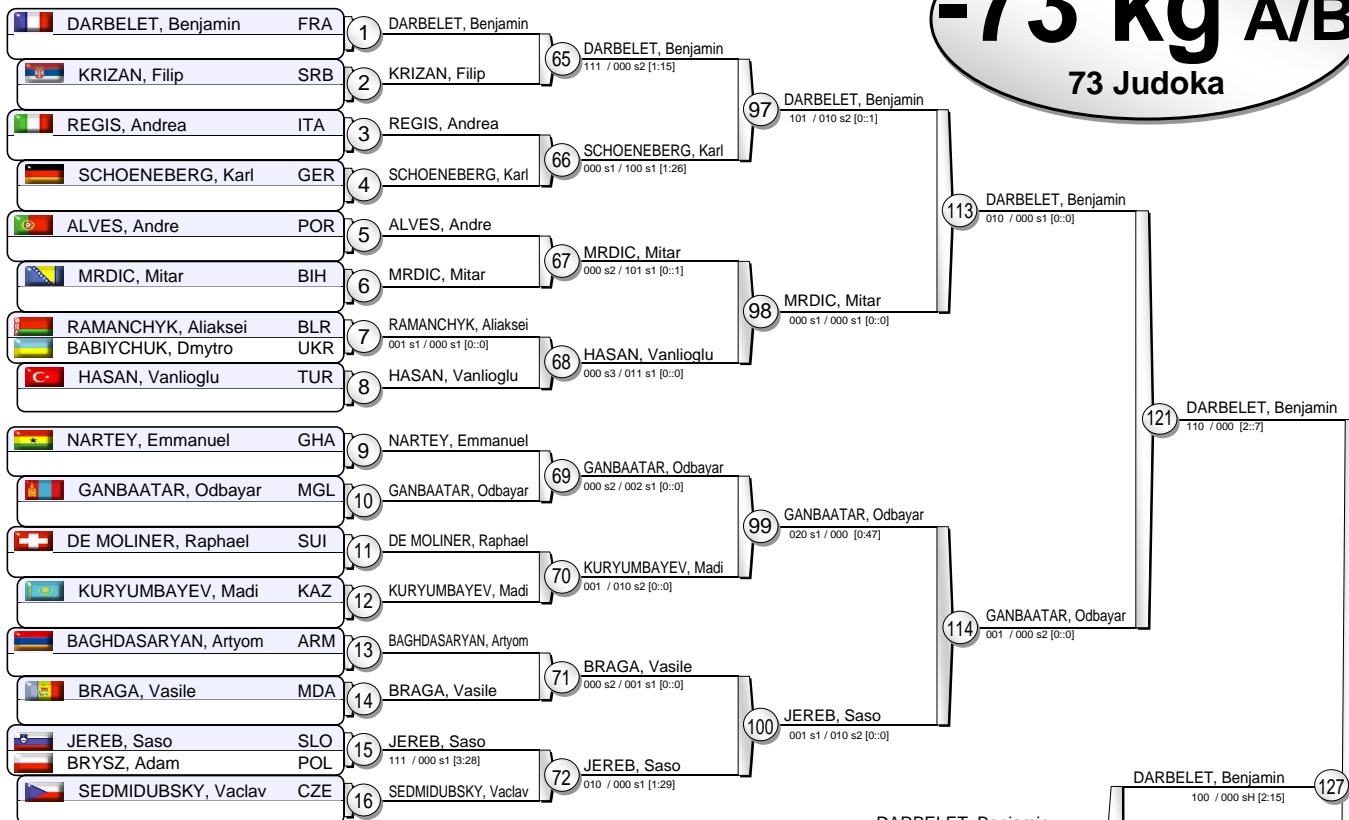 -73 kg A/B
73 Judoka
DARBELET, Benjamin FRA
KRIZAN, Filip SRB
REGIS, Andrea ITA
SCHOENEBERG, Karl GER
ALVES, Andre POR
MRDIC, Mitar BIH
RAMANCHYK, Aliaksei BLR
BABIYCHUK, Dmytro UKR
HASAN, Vanlioglu TUR
NARTEY, Emmanuel GHA
GANBAATAR, Odbayar MGL
DE MOLINER, Raphael SUI
KURYUMBAYEV, Madi KAZ
BAGHDASARYAN, Artyom ARM
BRAGA, Vasile MDA
JEREB, Saso SLO
BRYSZ, Adam POL
SEDMIDUBSKY, Vaclav CZE
1 DARBELET, Benjamin
2 KRIZAN, Filip
3 REGIS, Andrea
4 SCHOENEBERG, Karl
5 ALVES, Andre
6 MRDIC, Mitar
7 RAMANCHYK, Aliaksei
001 s1 / 000 s1 [0::0]
8 HASAN, Vanlioglu
9 NARTEY, Emmanuel
10 GANBAATAR, Odbayar
11 DE MOLINER, Raphael
12 KURYUMBAYEV, Madi
13 BAGHDASARYAN, Artyom
14 BRAGA, Vasile
15 JEREB, Saso
111 / 000 s1 [3:28]
16 SEDMIDUBSKY, Vaclav
65 DARBELET, Benjamin
111 / 000 s2 [1:15]
66 SCHOENEBERG, Karl
000 s1 / 100 s1 [1:26]
67 MRDIC, Mitar
000 s2 / 101 s1 [0::1]
68 HASAN, Vanlioglu
000 s3 / 011 s1 [0::0]
69 GANBAATAR, Odbayar
000 s2 / 002 s1 [0::0]
70 KURYUMBAYEV, Madi
001 / 010 s2 [0::0]
71 BRAGA, Vasile
000 s2 / 001 s1 [0::0]
72 JEREB, Saso
010 / 000 s1 [1:29]
97 DARBELET, Benjamin
101 / 010 s2 [0::1]
98 MRDIC, Mitar
000 s1 / 000 s1 [0::0]
99 GANBAATAR, Odbayar
020 s1 / 000 [0:47]
100 JEREB, Saso
001 s1 / 010 s2 [0::0]
113 DARBELET, Benjamin
010 / 000 s1 [0::0]
114 GANBAATAR, Odbayar
001 / 000 s2 [0::0]
121 DARBELET, Benjamin
110 / 000 [2::7]
DARBELET, Benjamin 127
100 / 000 sH [2:15]
DARBELET, Benjamin